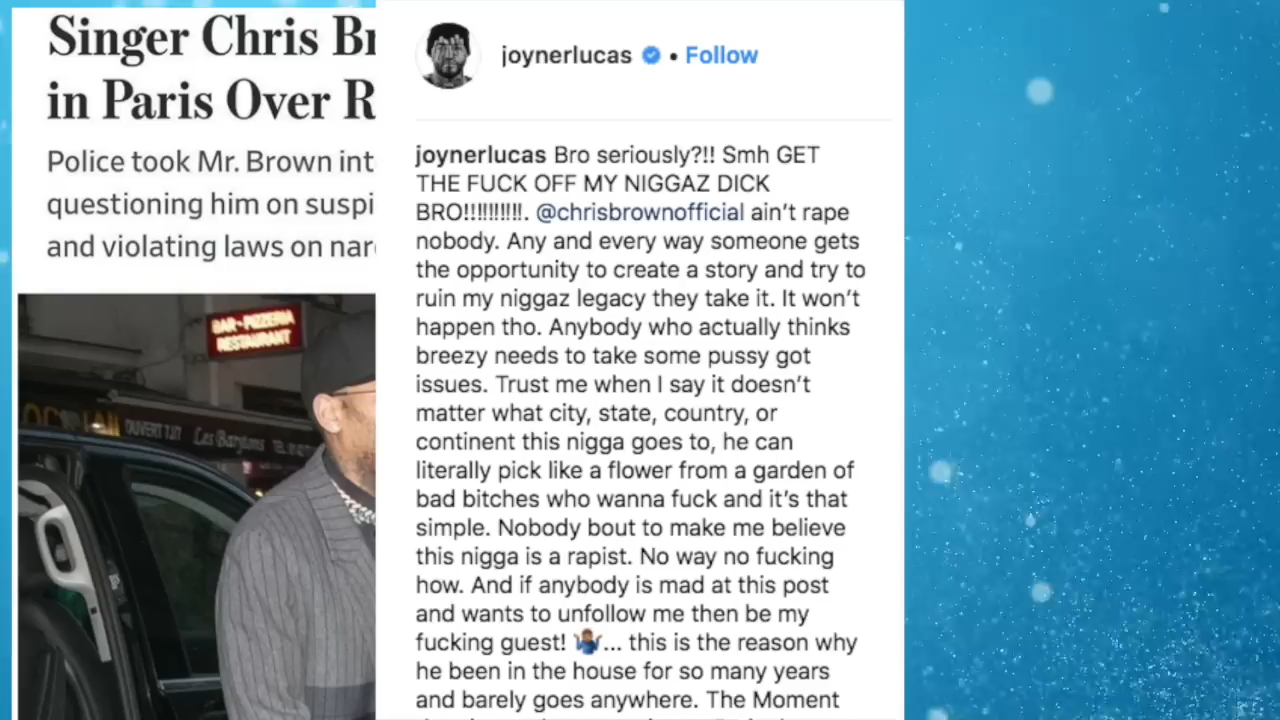 Singer Chris Br
in Paris Over R
Police took Mr. Brown int
questioning him on suspi
and violating laws on nar
BAR-PIZZERIA
RESTAURANT
OUVERT 7J/7 Les Barytons
joynerlucas • Follow
joynerlucas Bro seriously?!! Smh GET
THE FUCK OFF MY NIGGAZ DICK
BRO!!!!!!!!!!!. @chrisbrownofficial ain’t rape
nobody. Any and every way someone gets
the opportunity to create a story and try to
ruin my niggaz legacy they take it. It won’t
happen tho. Anybody who actually thinks
breezy needs to take some pussy got
issues. Trust me when I say it doesn’t
matter what city, state, country, or
continent this nigga goes to, he can
literally pick like a flower from a garden of
bad bitches who wanna fuck and it’s that
simple. Nobody bout to make me believe
this nigga is a rapist. No way no fucking
how. And if anybody is mad at this post
and wants to unfollow me then be my
fucking guest! 🤷🏽‍♂️... this is the reason why
he been in the house for so many years
and barely goes anywhere. The Moment